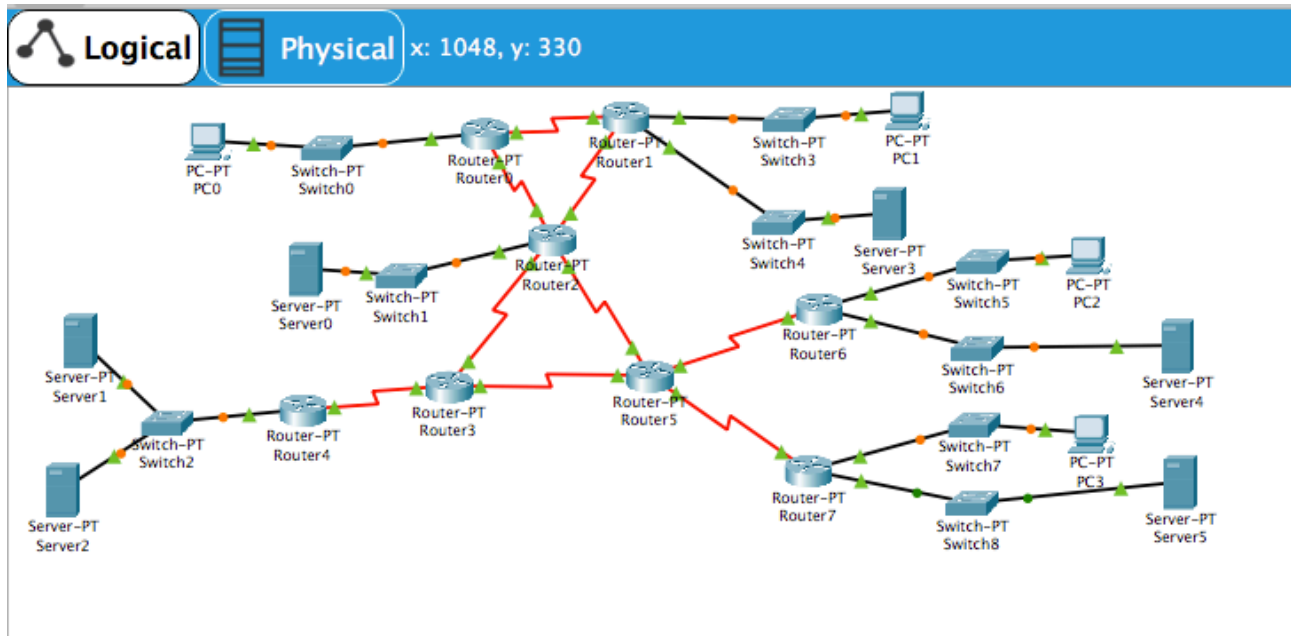 Logical
Physical
x: 1048, y: 330
PC-PT
PC0
Switch-PT
Switch0
Router-PT
Router0
Router-PT
Router1
Switch-PT
Switch3
PC-PT
PC1
Switch-PT
Switch4
Server-PT
Server3
Server-PT
Server0
Switch-PT
Switch1
Router-PT
Router2
Switch-PT
Switch5
PC-PT
PC2
Router-PT
Router6
Switch-PT
Switch6
Server-PT
Server4
Server-PT
Server1
Switch-PT
Switch2
Router-PT
Router4
Router-PT
Router3
Router-PT
Router5
Switch-PT
Switch7
PC-PT
PC3
Router-PT
Router7
Switch-PT
Switch8
Server-PT
Server5
Server-PT
Server2